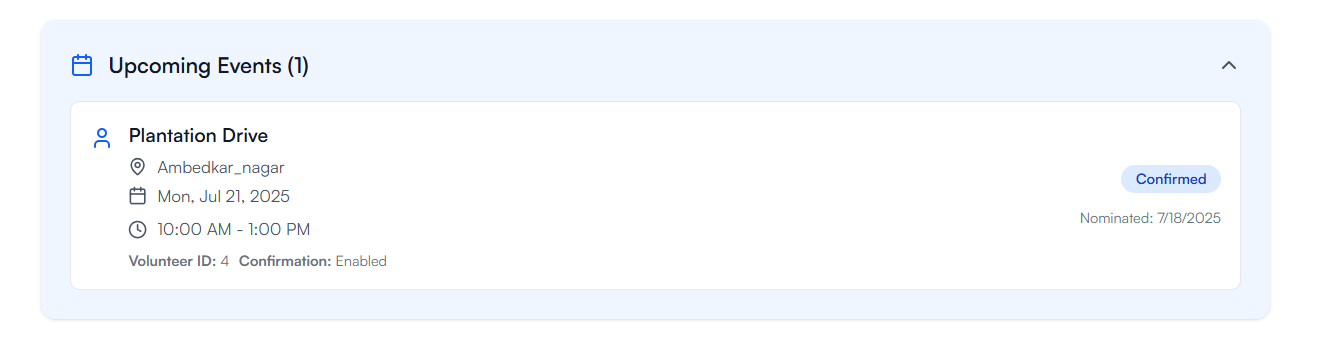 Upcoming Events (1)
Plantation Drive
Ambedkar_nagar
Mon, Jul 21, 2025
10:00 AM - 1:00 PM
Volunteer ID: 4 Confirmation: Enabled
Confirmed
Nominated: 7/18/2025